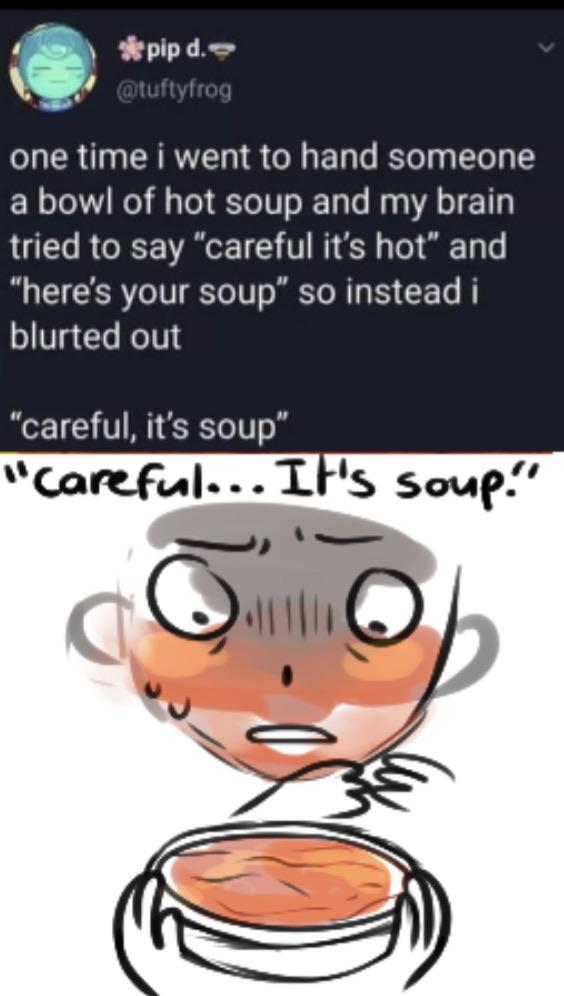 🌸pip d.🐝
@tuftyfrog
one time i went to hand someone
a bowl of hot soup and my brain
tried to say “careful it’s hot” and
“here’s your soup” so instead i
blurted out
“careful, it’s soup”
"careful... It's soup."